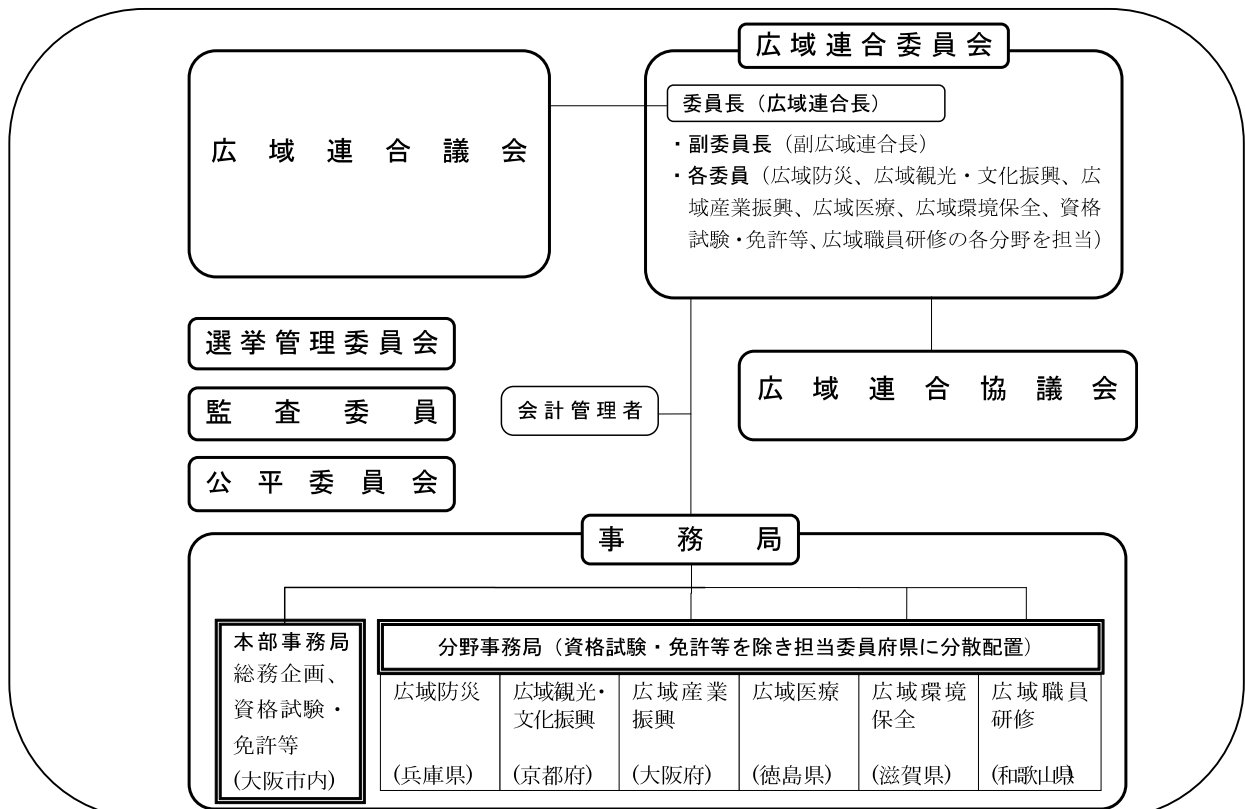 広域連合議会
広域連合委員会
委員長（広域連合長）
・副委員長（副広域連合長）
・各委員（広域防災、広域観光・文化振興、広
域産業振興、広域医療、広域環境保全、資格
試験・免許等、広域職員研修の各分野を担当）
選挙管理委員会
監査委員
公平委員会
会計管理者
広域連合協議会
事務局
本部事務局
総務企画、
資格試験・
免許等
(大阪市内)
分野事務局（資格試験・免許等を除き担当委員府県に分散配置）
広域防災
(兵庫県)
広域観光・
文化振興
(京都府)
広域産業
振興
(大阪府)
広域医療
(徳島県)
広域環境
保全
(滋賀県)
広域職員
研修
(和歌山県)